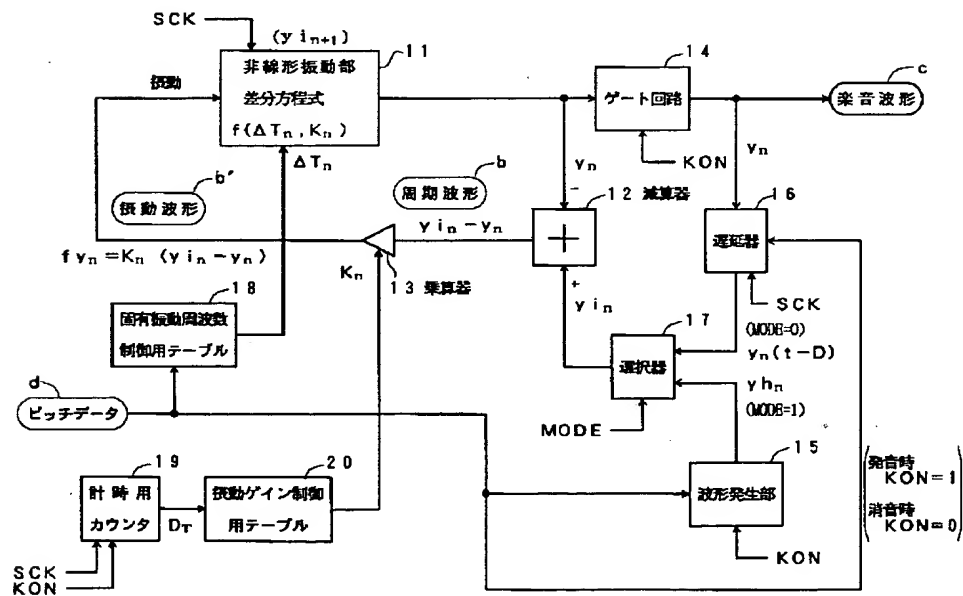 SCK
(y i n+1)
11
非線形振動部
差分方程式
f(ΔTn, Kn)
振動
ΔTn
14
ゲート回路
KON
c
楽音波形
yn
yn
−
b´
振動波形
b
周期波形
12 減算器
+
yin−yn
16
遅延器
fyn=Kn (yin−yn)
Kn
13 乗算器
+
yin
SCK
(MODE=0)
yn(t−D)
18
固有振動周波数
制御用テーブル
17
選択器
yhn
(MODE=1)
MODE
d
ピッチデータ
15
波形発生部
KON
発音時
KON=1
消音時
KON=0
19
計時用
カウンタ
DT
20
振動ゲイン制御
用テーブル
SCK
KON